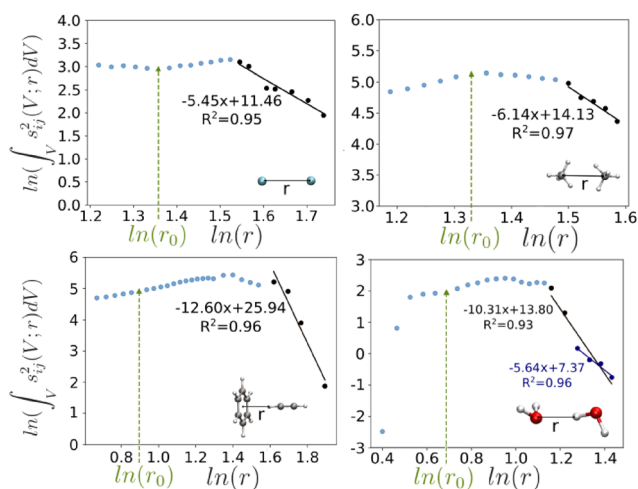 ln(∫_V s²ij(V;r)dV)
4.0
3.5
3.0
2.5
2.0
1.5
1.0
0.5
0.0
-5.45x+11.46
R²=0.95
r
1.2 1.3 1.4 1.5 1.6 1.7
ln(r₀) ln(r)
6.0
5.5
5.0
4.5
4.0
3.5
3.0
-6.14x+14.13
R²=0.97
r
1.2 1.3 1.4 1.5 1.6
ln(r₀) ln(r)
ln(∫_V s²ij(V;r)dV)
6
5
4
3
2
1
0
-12.60x+25.94
R²=0.96
r
0.8 1.0 1.2 1.4 1.6 1.8
ln(r₀) ln(r)
3
2
1
0
-1
-2
-3
-10.31x+13.80
R²=0.93
-5.64x+7.37
R²=0.96
r
0.4 0.6 0.8 1.0 1.2 1.4
ln(r₀) ln(r)